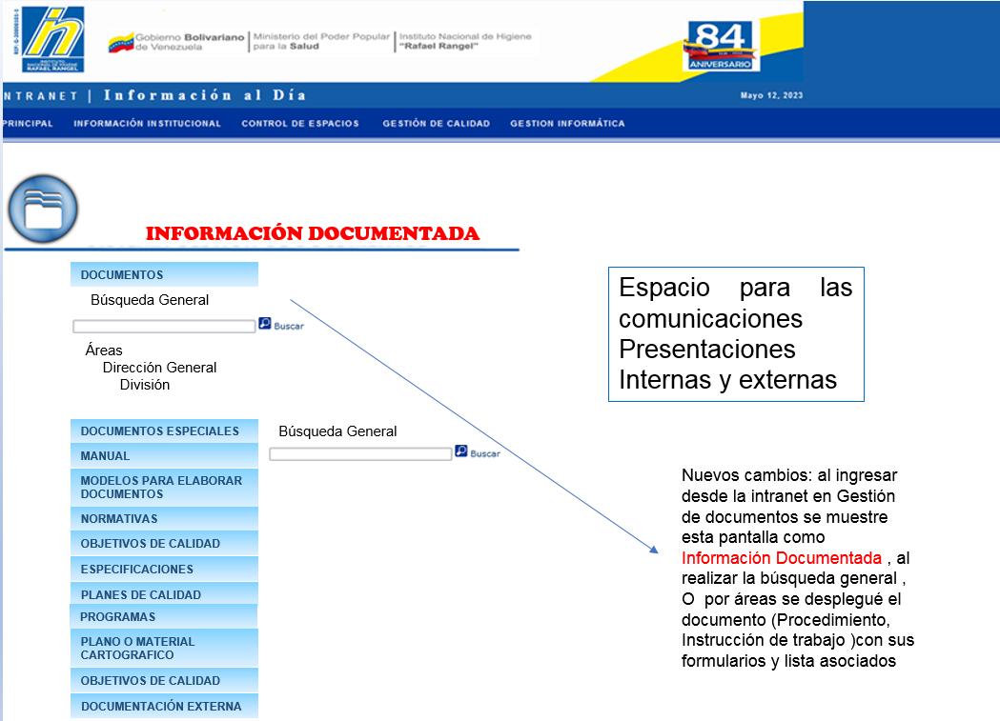 RIF: G-20000101-1
INSTITUTO
NACIONAL DE HIGIENE
RAFAEL RANGEL
Gobierno Bolivariano
de Venezuela
Ministerio del Poder Popular
para la Salud
Instituto Nacional de Higiene
"Rafael Rangel"
84
ANIVERSARIO
NTRANET | Información al Día
Mayo 12, 2023
PRINCIPAL INFORMACIÓN INSTITUCIONAL CONTROL DE ESPACIOS GESTIÓN DE CALIDAD GESTION INFORMÁTICA
INFORMACIÓN DOCUMENTADA
DOCUMENTOS
Búsqueda General
Buscar
Áreas
Dirección General
División
Espacio para las
comunicaciones
Presentaciones
Internas y externas
DOCUMENTOS ESPECIALES
MANUAL
MODELOS PARA ELABORAR
DOCUMENTOS
NORMATIVAS
OBJETIVOS DE CALIDAD
ESPECIFICACIONES
PLANES DE CALIDAD
PROGRAMAS
PLANO O MATERIAL
CARTOGRAFICO
OBJETIVOS DE CALIDAD
DOCUMENTACIÓN EXTERNA
Búsqueda General
Buscar
Nuevos cambios: al ingresar
desde la intranet en Gestión
de documentos se muestre
esta pantalla como
Información Documentada , al
realizar la búsqueda general ,
O por áreas se desplegué el
documento (Procedimiento,
Instrucción de trabajo )con sus
formularios y lista asociados